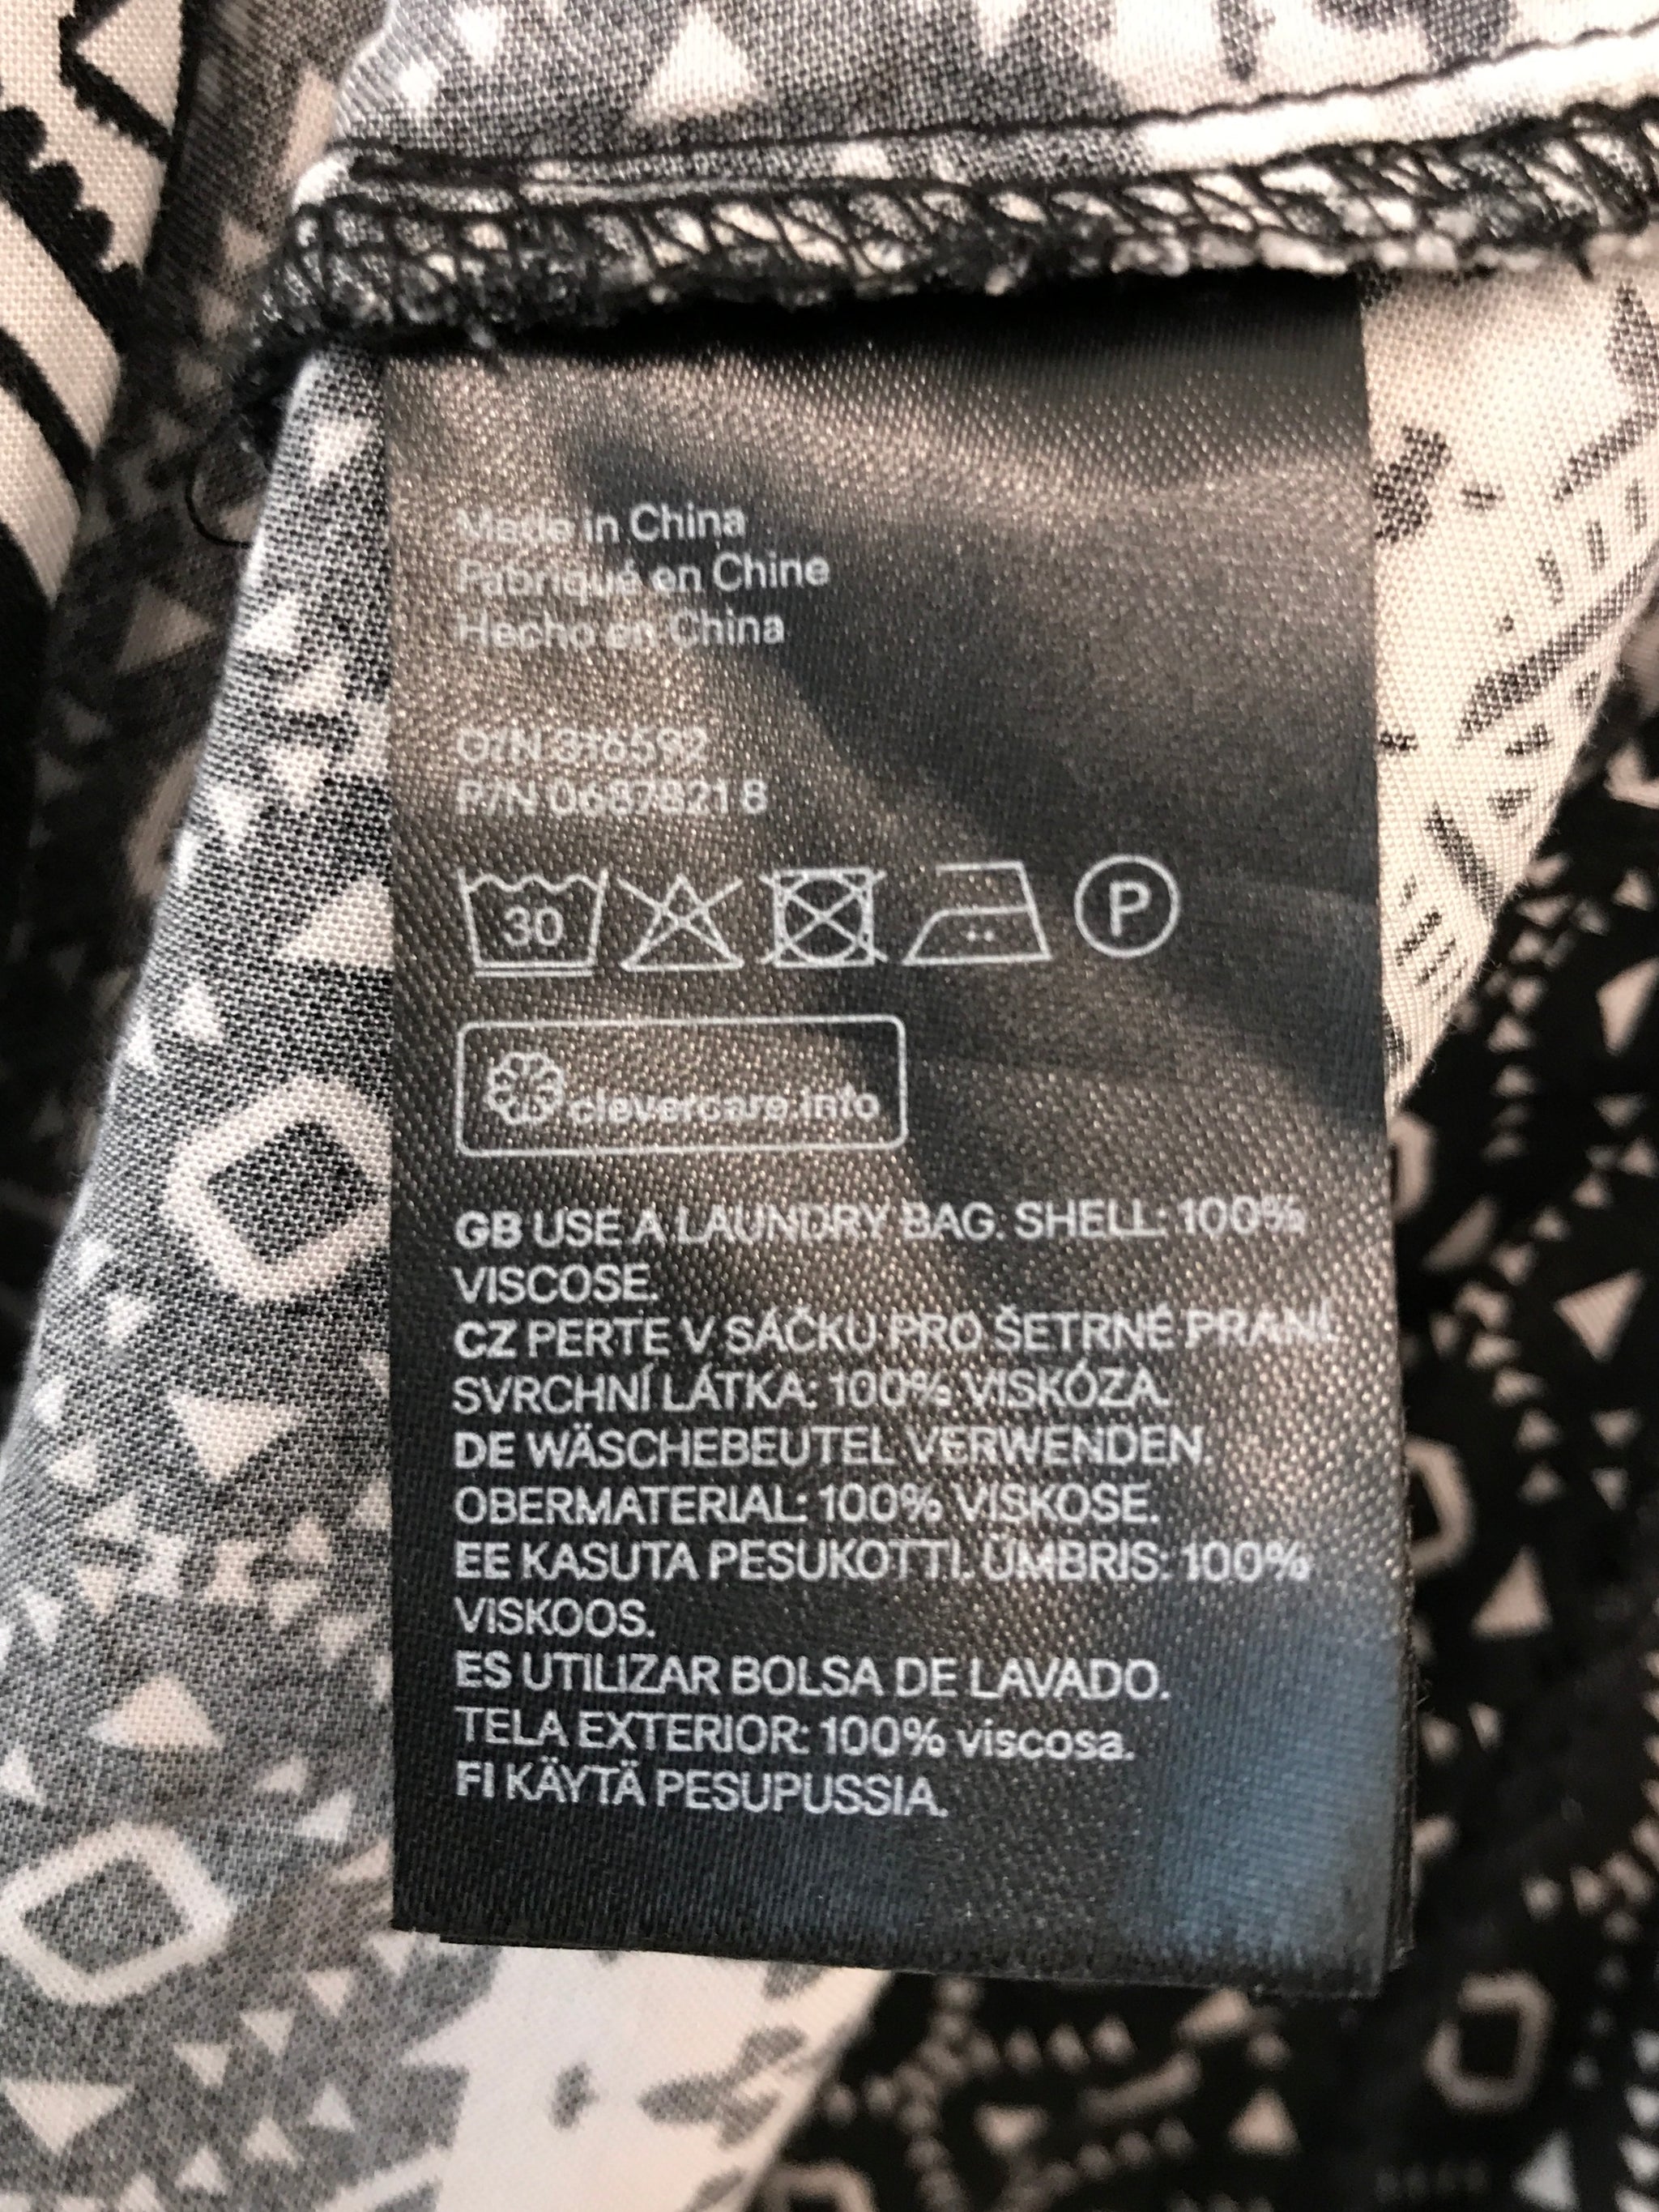 Made in China
Fabriqué en Chine
Hecho en China
O/N 316592
P/N 06878218
30
P
clevercare.info
GB USE A LAUNDRY BAG. SHELL: 100%
VISCOSE.
CZ PERTE V SÁČKU PRO ŠETRNÉ PRANÍ.
SVRCHNÍ LÁTKA: 100% VISKÓZA.
DE WÄSCHEBEUTEL VERWENDEN.
OBERMATERIAL: 100% VISKOSE.
EE KASUTA PESUKOTTI. ÜMBRIS: 100%
VISKOOS.
ES UTILIZAR BOLSA DE LAVADO.
TELA EXTERIOR: 100% viscosa.
FI KÄYTÄ PESUPUSSIA.